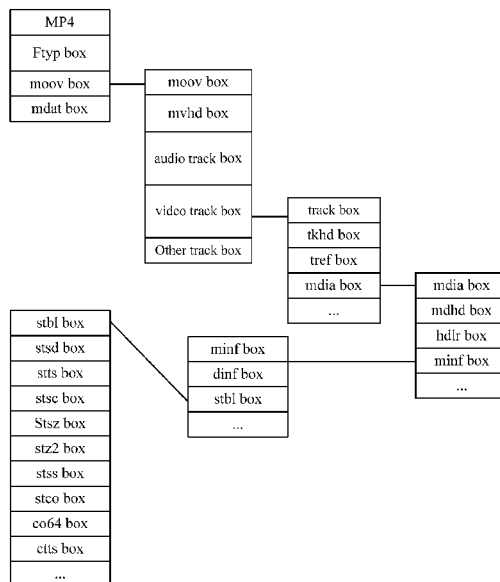 MP4
Ftyp box
moov box
mdat box
moov box
mvhd box
audio track box
video track box
Other track box
track box
tkhd box
tref box
mdia box
...
mdia box
mdhd box
hdlr box
minf box
...
minf box
dinf box
stbl box
...
stbl box
stsd box
stts box
stsc box
Stsz box
stz2 box
stss box
stco box
co64 box
ctts box
...